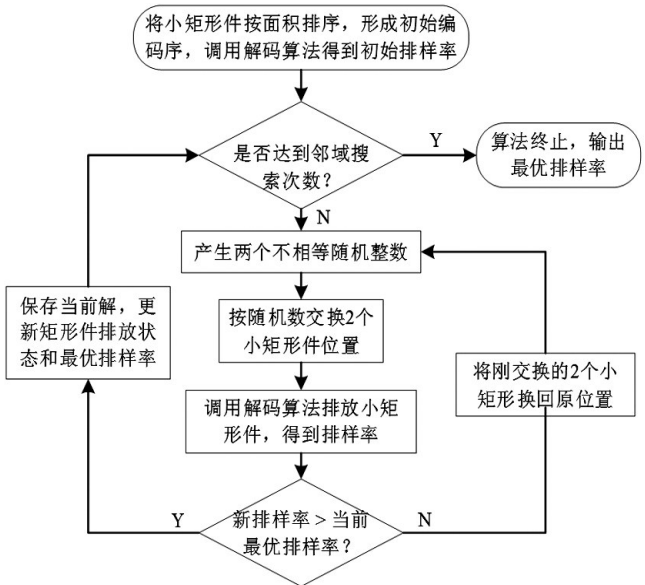 将小矩形件按面积排序，形成初始编
码序，调用解码算法得到初始排样率
是否达到邻域搜
索次数？
Y
算法终止，输出
最优排样率
N
产生两个不相等随机整数
保存当前解，更
新矩形件排放状
态和最优排样率
按随机数交换2个
小矩形件位置
将刚交换的2个小
矩形换回原位置
调用解码算法排放小矩
形件，得到排样率
Y
新排样率 > 当前
最优排样率？
N